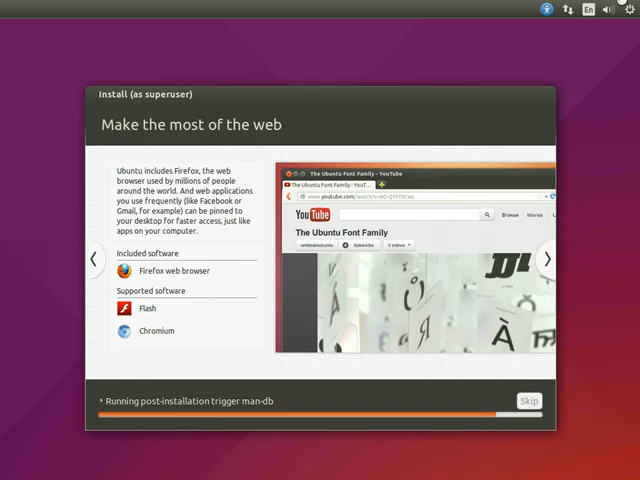 En
Install (as superuser)
Make the most of the web
Ubuntu includes Firefox, the web
browser used by millions of people
around the world. And web applications
you use frequently (like Facebook or
Gmail, for example) can be pinned to
your desktop for faster access, just like
apps on your computer.
Included software
Firefox web browser
Supported software
Flash
Chromium
The Ubuntu Font Family - YouTube
The Ubuntu Font Family - YouT...
YouTube
Browse Movies
The Ubuntu Font Family
Subscribe
Running post-installation trigger man-db
Skip